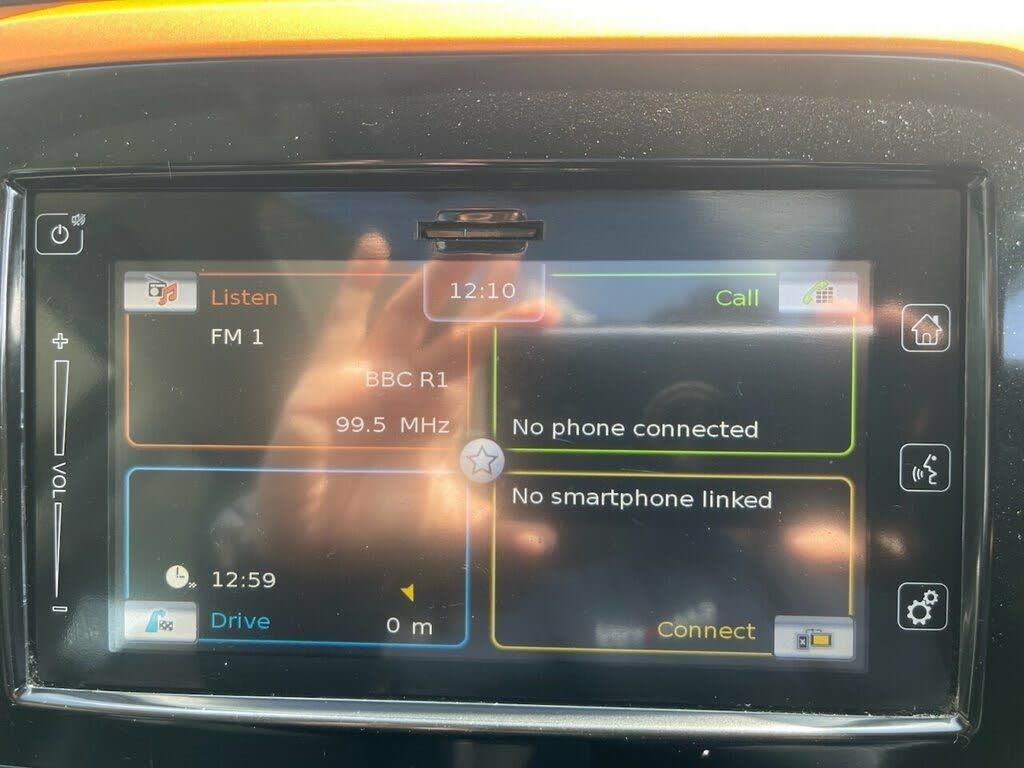 12:10
Listen
FM 1
BBC R1
99.5 MHz
Call
No phone connected
VOL
12:59
Drive
0 m
No smartphone linked
Connect